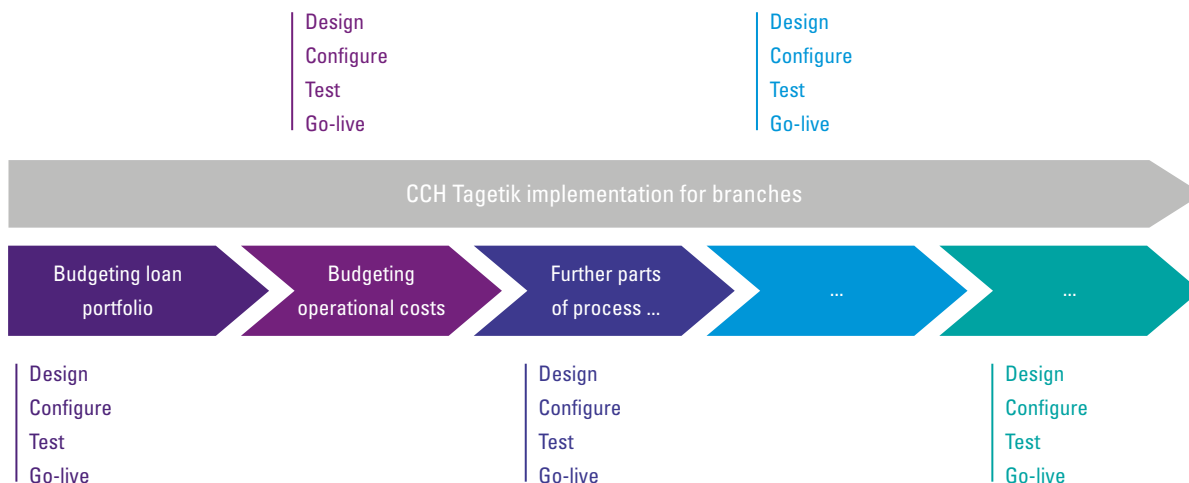 Design
Configure
Test
Go-live
Design
Configure
Test
Go-live
CCH Tagetik implementation for branches
Budgeting loan
portfolio
Budgeting
operational costs
Further parts
of process ...
...
...
Design
Configure
Test
Go-live
Design
Configure
Test
Go-live
Design
Configure
Test
Go-live